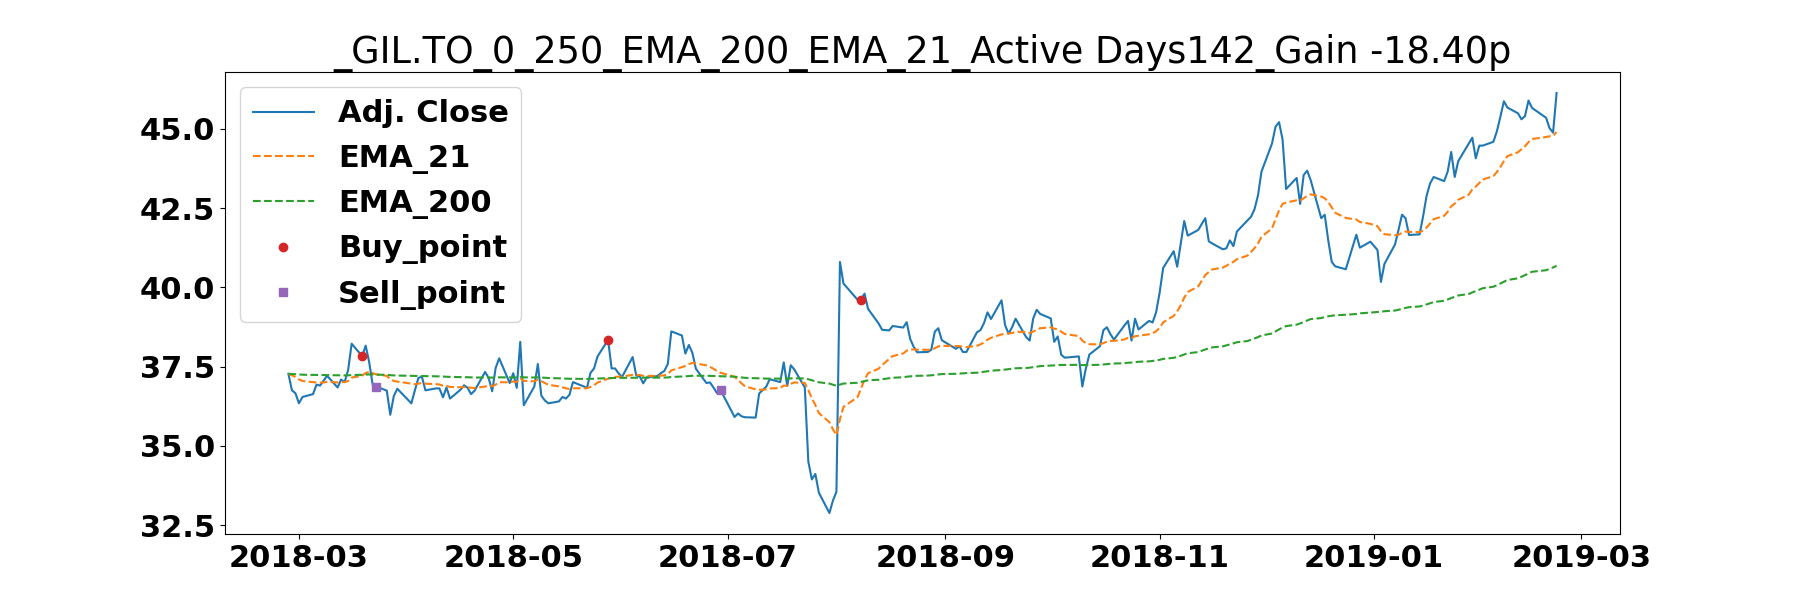 _GIL.TO_0_250_EMA_200_EMA_21_Active Days142_Gain -18.40p
Adj. Close
EMA_21
EMA_200
Buy_point
Sell_point
45.0
42.5
40.0
37.5
35.0
32.5
2018-03 2018-05 2018-07 2018-09 2018-11 2019-01 2019-03